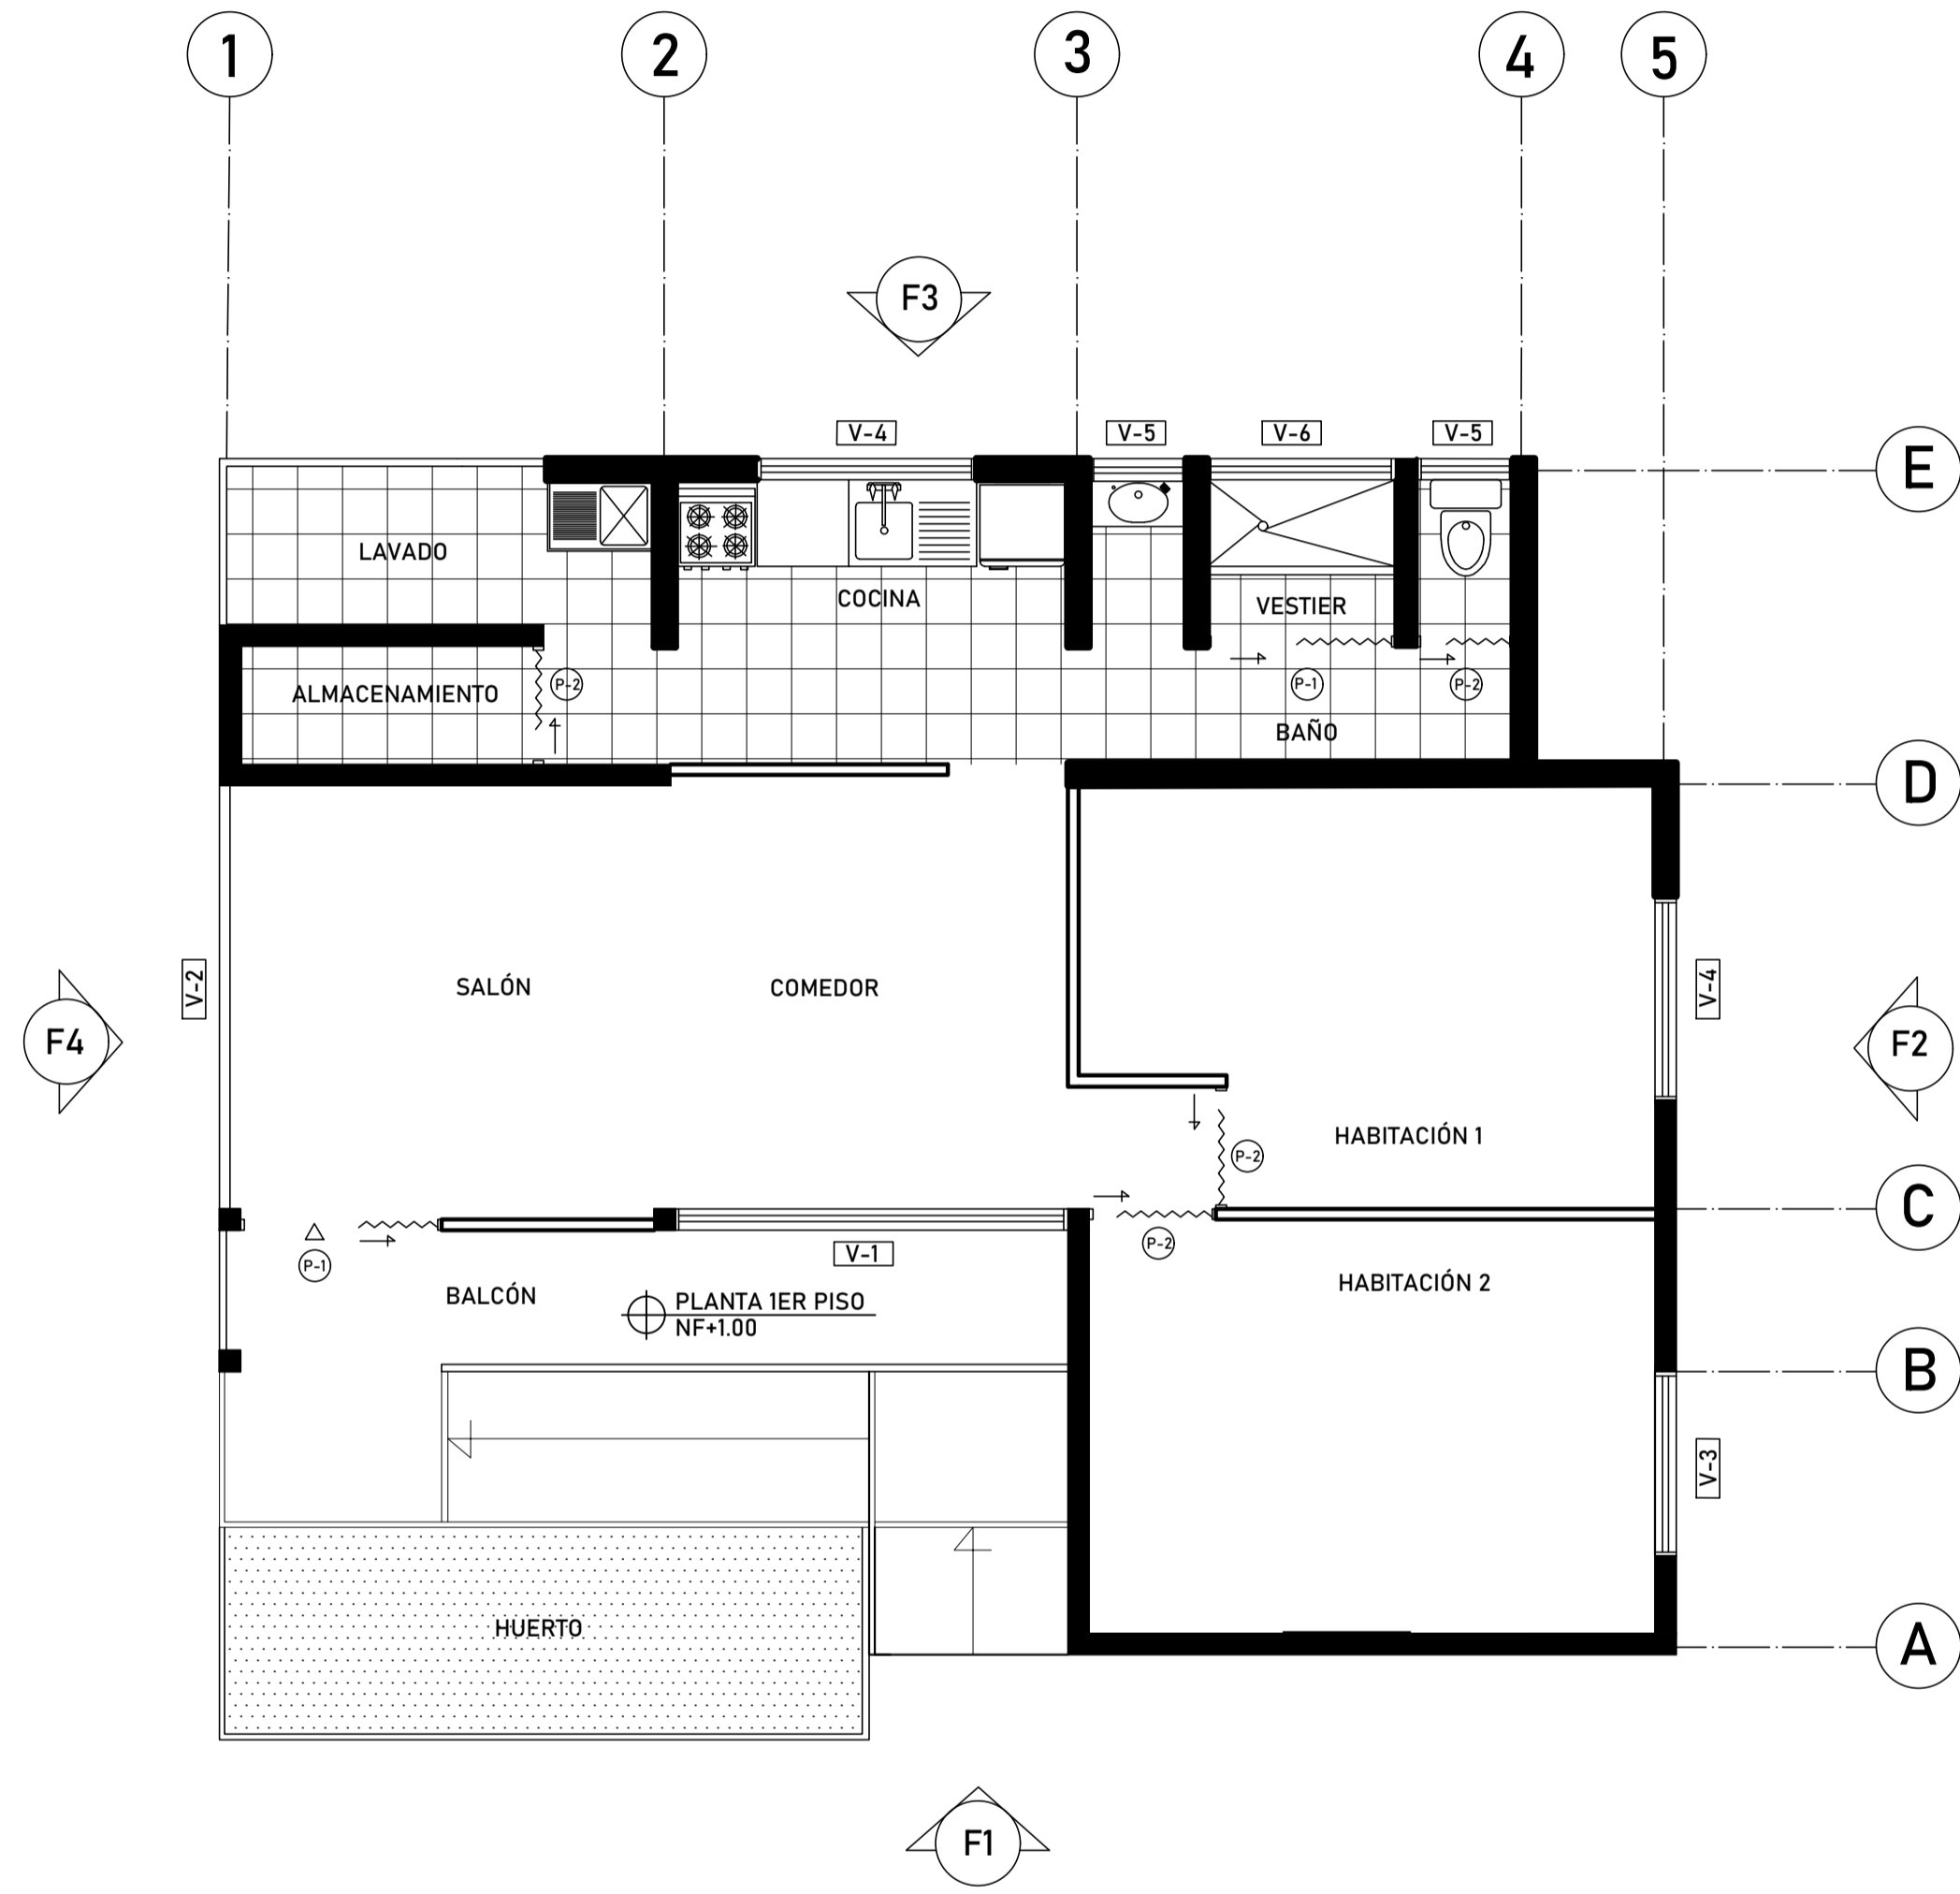 1
2
3
4
5
F3
V-4
V-5
V-6
V-5
E
LAVADO
COCINA
VESTIER
ALMACENAMIENTO
P-2
P-1
P-2
BAÑO
D
V-2
SALÓN
COMEDOR
V-4
F4
F2
HABITACIÓN 1
P-2
C
P-1
P-2
V-1
BALCÓN
PLANTA 1ER PISO
NF+1.00
HABITACIÓN 2
B
V-3
HUERTO
A
F1